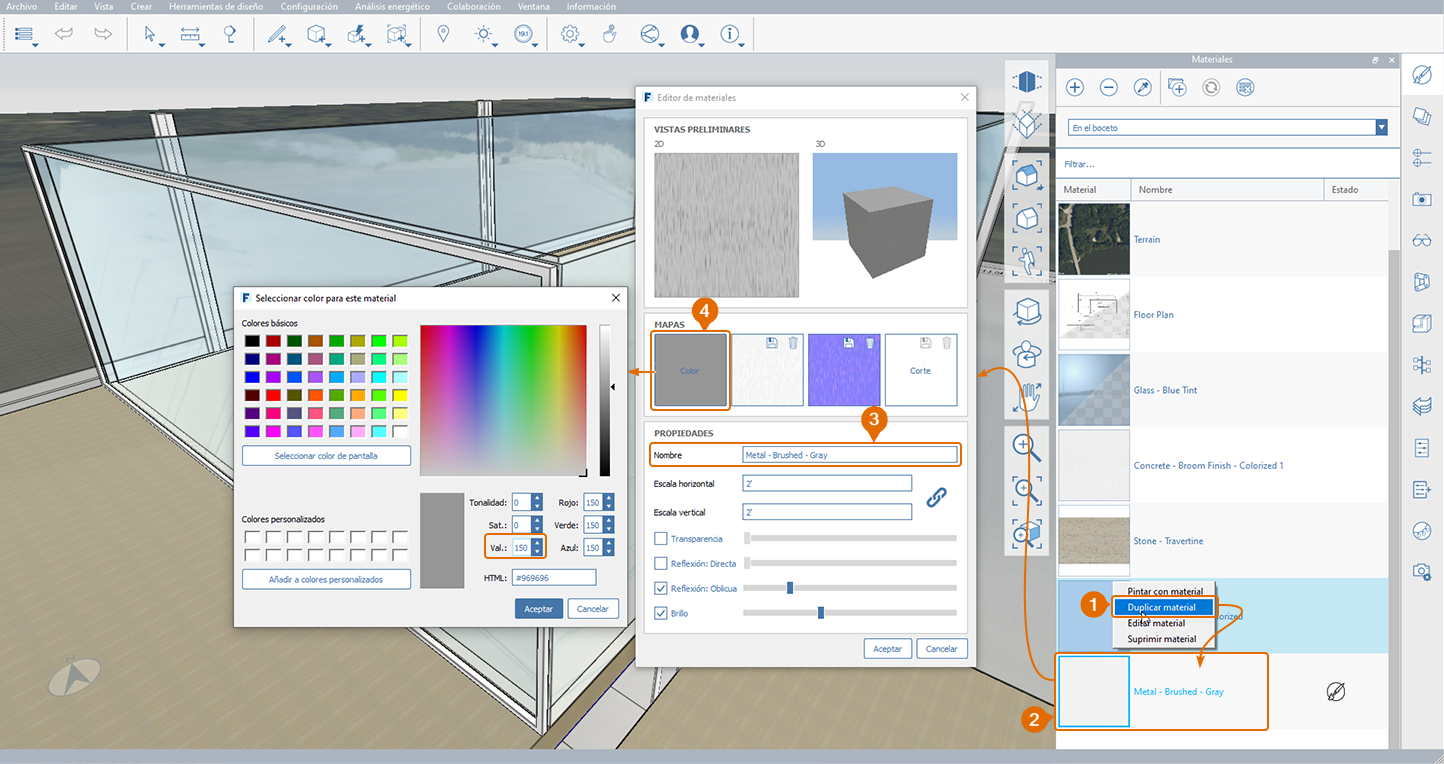 Archivo Editar Vista Crear Herramientas de diseño Configuración Análisis energético Colaboración Ventana Información
19.1
Materiales
En el boceto
Filtrar...
Material Nombre Estado
Terrain
Floor Plan
Glass - Blue Tint
Concrete - Broom Finish - Colorized 1
Stone - Travertine
1
Pintar con material
Duplicar material
Editar material
Suprimir material
2
Metal - Brushed - Gray
F Editor de materiales
VISTAS PRELIMINARES
2D 3D
4
MAPAS
Color Corte
3
PROPIEDADES
Nombre Metal - Brushed - Gray
Escala horizontal 2'
Escala vertical 2'
Transparencia
Reflexión: Directa
Reflexión: Oblicua
Brillo
Aceptar Cancelar
F Seleccionar color para este material
Colores básicos
Seleccionar color de pantalla
Colores personalizados
Añadir a colores personalizados
Tonalidad: 0 Rojo: 150
Sat.: 0 Verde: 150
Val.: 150 Azul: 150
HTML: #969696
Aceptar Cancelar